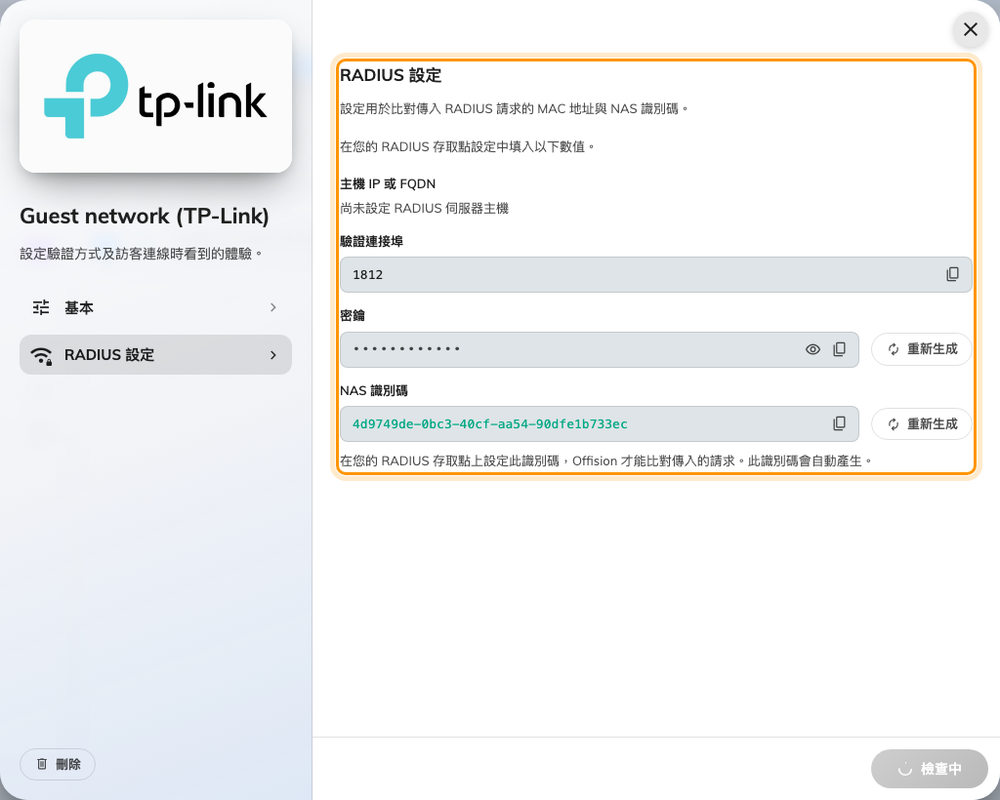 tp-link
Guest network (TP-Link)
設定驗證方式及訪客連線時看到的體驗。
基本
RADIUS 設定
刪除
RADIUS 設定
設定用於比對傳入 RADIUS 請求的 MAC 地址與 NAS 識別碼。
在您的 RADIUS 存取點設定中填入以下數值。
主機 IP 或 FQDN
尚未設定 RADIUS 伺服器主機
驗證連接埠
1812
密鑰
••••••••••••
重新生成
NAS 識別碼
4d9749de-0bc3-40cf-aa54-90dfe1b733ec
重新生成
在您的 RADIUS 存取點上設定此識別碼，Offision 才能比對傳入的請求。此識別碼會自動產生。
檢查中